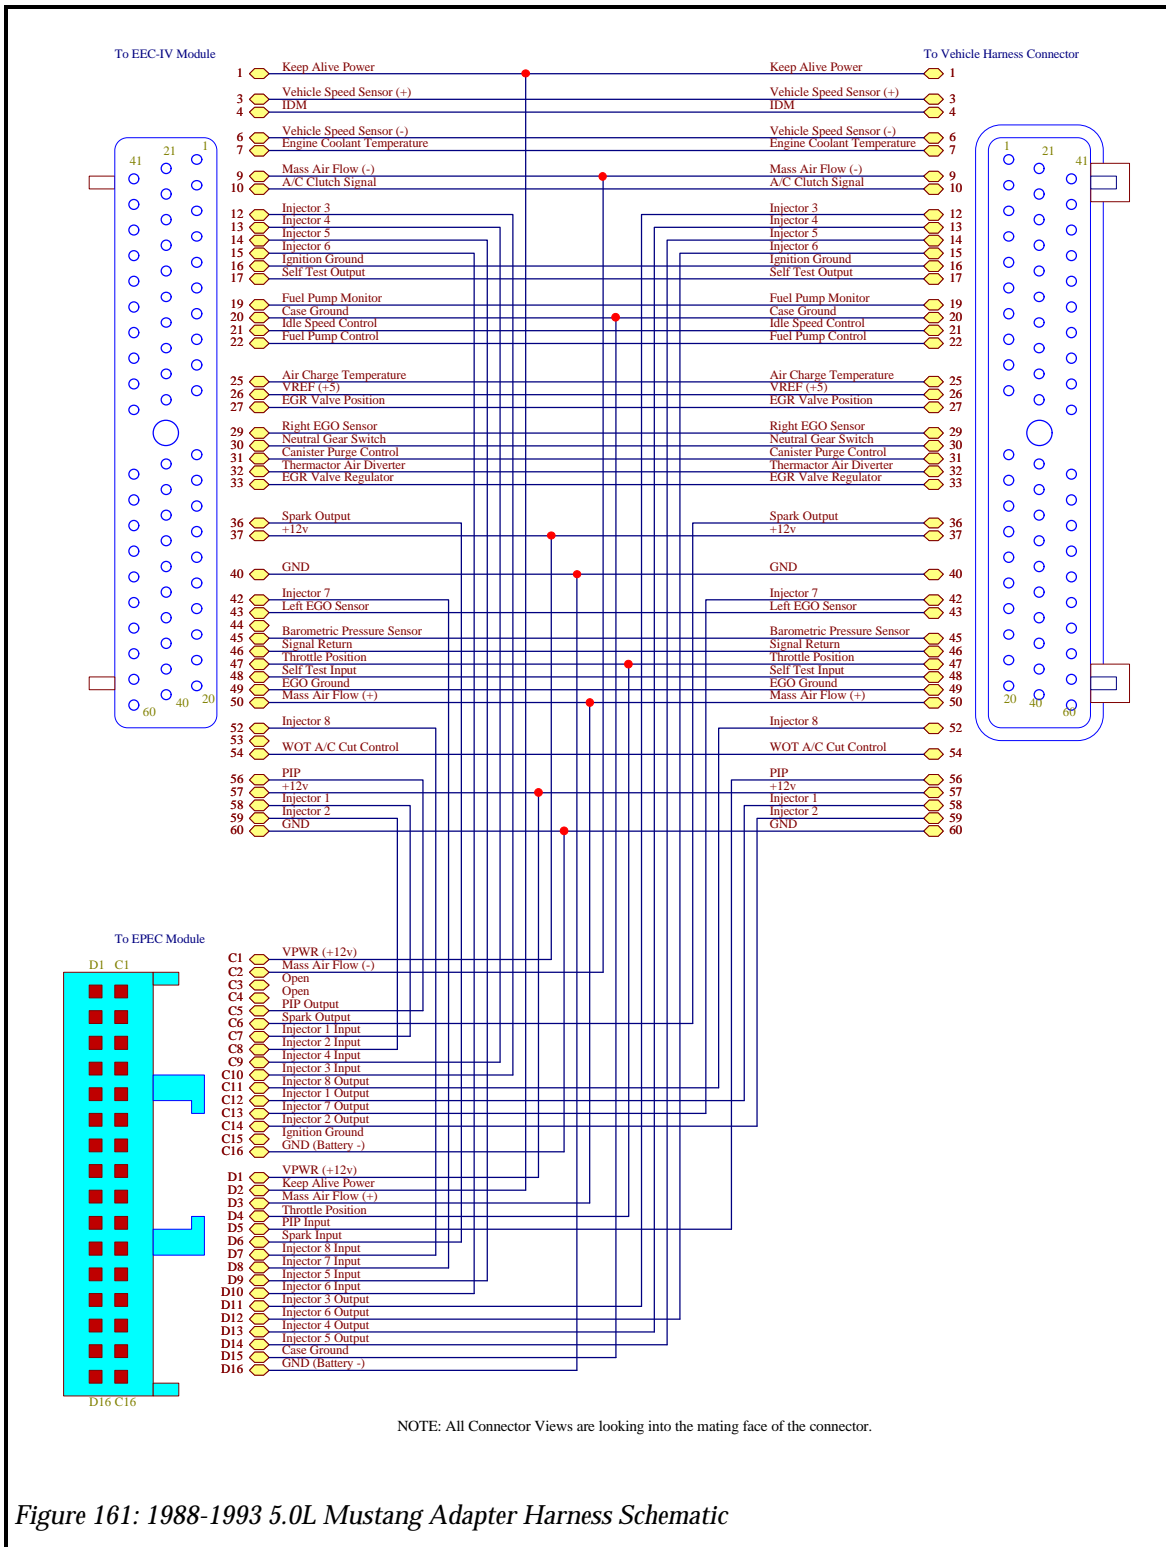 To EEC-IV Module To Vehicle Harness Connector
1 Keep Alive Power Keep Alive Power 1
3 Vehicle Speed Sensor (+) Vehicle Speed Sensor (+) 3
4 IDM IDM 4
6 Vehicle Speed Sensor (-) Vehicle Speed Sensor (-) 6
7 Engine Coolant Temperature Engine Coolant Temperature 7
9 Mass Air Flow (-) Mass Air Flow (-) 9
10 A/C Clutch Signal A/C Clutch Signal 10
12 Injector 3 Injector 3 12
13 Injector 4 Injector 4 13
14 Injector 5 Injector 5 14
15 Injector 6 Injector 6 15
16 Ignition Ground Ignition Ground 16
17 Self Test Output Self Test Output 17
19 Fuel Pump Monitor Fuel Pump Monitor 19
20 Case Ground Case Ground 20
21 Idle Speed Control Idle Speed Control 21
22 Fuel Pump Control Fuel Pump Control 22
25 Air Charge Temperature Air Charge Temperature 25
26 VREF (+5) VREF (+5) 26
27 EGR Valve Position EGR Valve Position 27
29 Right EGO Sensor Right EGO Sensor 29
30 Neutral Gear Switch Neutral Gear Switch 30
31 Canister Purge Control Canister Purge Control 31
32 Thermactor Air Diverter Thermactor Air Diverter 32
33 EGR Valve Regulator EGR Valve Regulator 33
36 Spark Output Spark Output 36
37 +12v +12v 37
40 GND GND 40
42 Injector 7 Injector 7 42
43 Left EGO Sensor Left EGO Sensor 43
44
45 Barometric Pressure Sensor Barometric Pressure Sensor 45
46 Signal Return Signal Return 46
47 Throttle Position Throttle Position 47
48 Self Test Input Self Test Input 48
49 EGO Ground EGO Ground 49
50 Mass Air Flow (+) Mass Air Flow (+) 50
52 Injector 8 Injector 8 52
53
54 WOT A/C Cut Control WOT A/C Cut Control 54
56 PIP PIP 56
57 +12v +12v 57
58 Injector 1 Injector 1 58
59 Injector 2 Injector 2 59
60 GND GND 60
41 21 1
60 40 20
1 21 41
20 40 60
To EPEC Module
D1 C1
D16 C16
C1 VPWR (+12v)
C2 Mass Air Flow (-)
C3 Open
C4 Open
C5 PIP Output
C6 Spark Output
C7 Injector 1 Input
C8 Injector 2 Input
C9 Injector 4 Input
C10 Injector 3 Input
C11 Injector 8 Output
C12 Injector 1 Output
C13 Injector 7 Output
C14 Injector 2 Output
C15 Ignition Ground
C16 GND (Battery -)
D1 VPWR (+12v)
D2 Keep Alive Power
D3 Mass Air Flow (+)
D4 Throttle Position
D5 PIP Input
D6 Spark Input
D7 Injector 8 Input
D8 Injector 7 Input
D9 Injector 5 Input
D10 Injector 6 Input
D11 Injector 3 Output
D12 Injector 6 Output
D13 Injector 4 Output
D14 Injector 5 Output
D15 Case Ground
D16 GND (Battery -)
NOTE: All Connector Views are looking into the mating face of the connector.
Figure 161: 1988-1993 5.0L Mustang Adapter Harness Schematic